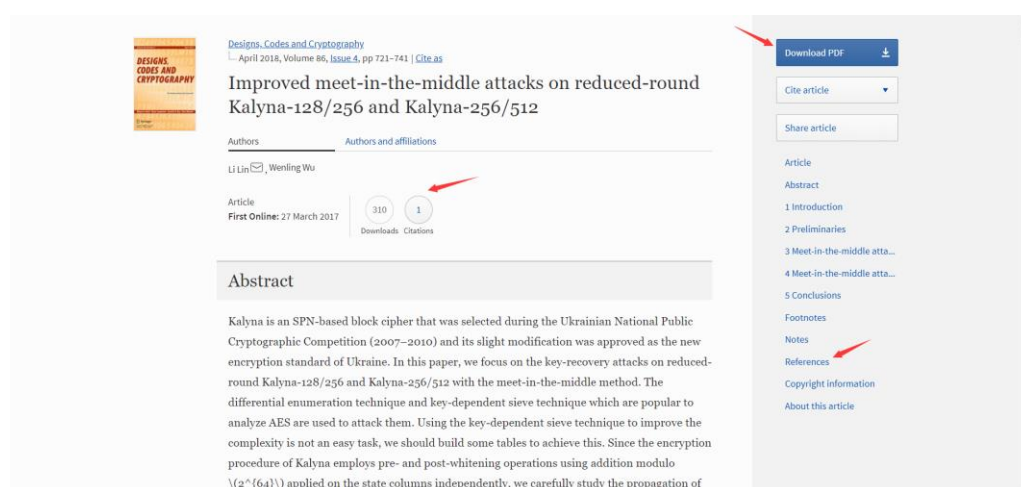 DESIGNS,
CODES AND
CRYPTOGRAPHY
Designs, Codes and Cryptography
April 2018, Volume 86, Issue 4, pp 721–741 | Cite as
Improved meet-in-the-middle attacks on reduced-round
Kalyna-128/256 and Kalyna-256/512
Authors
Authors and affiliations
Li Lin, Wenling Wu
Article
First Online: 27 March 2017
310
Downloads
1
Citations
Abstract
Kalyna is an SPN-based block cipher that was selected during the Ukrainian National Public
Cryptographic Competition (2007–2010) and its slight modification was approved as the new
encryption standard of Ukraine. In this paper, we focus on the key-recovery attacks on reduced-
round Kalyna-128/256 and Kalyna-256/512 with the meet-in-the-middle method. The
differential enumeration technique and key-dependent sieve technique which are popular to
analyze AES are used to attack them. Using the key-dependent sieve technique to improve the
complexity is not an easy task, we should build some tables to achieve this. Since the encryption
procedure of Kalyna employs pre- and post-whitening operations using addition modulo
\(2^{64}\) applied on the state columns independently, we carefully study the propagation of
Download PDF
Cite article
Share article
Article
Abstract
1 Introduction
2 Preliminaries
3 Meet-in-the-middle atta...
4 Meet-in-the-middle atta...
5 Conclusions
Footnotes
Notes
References
Copyright information
About this article